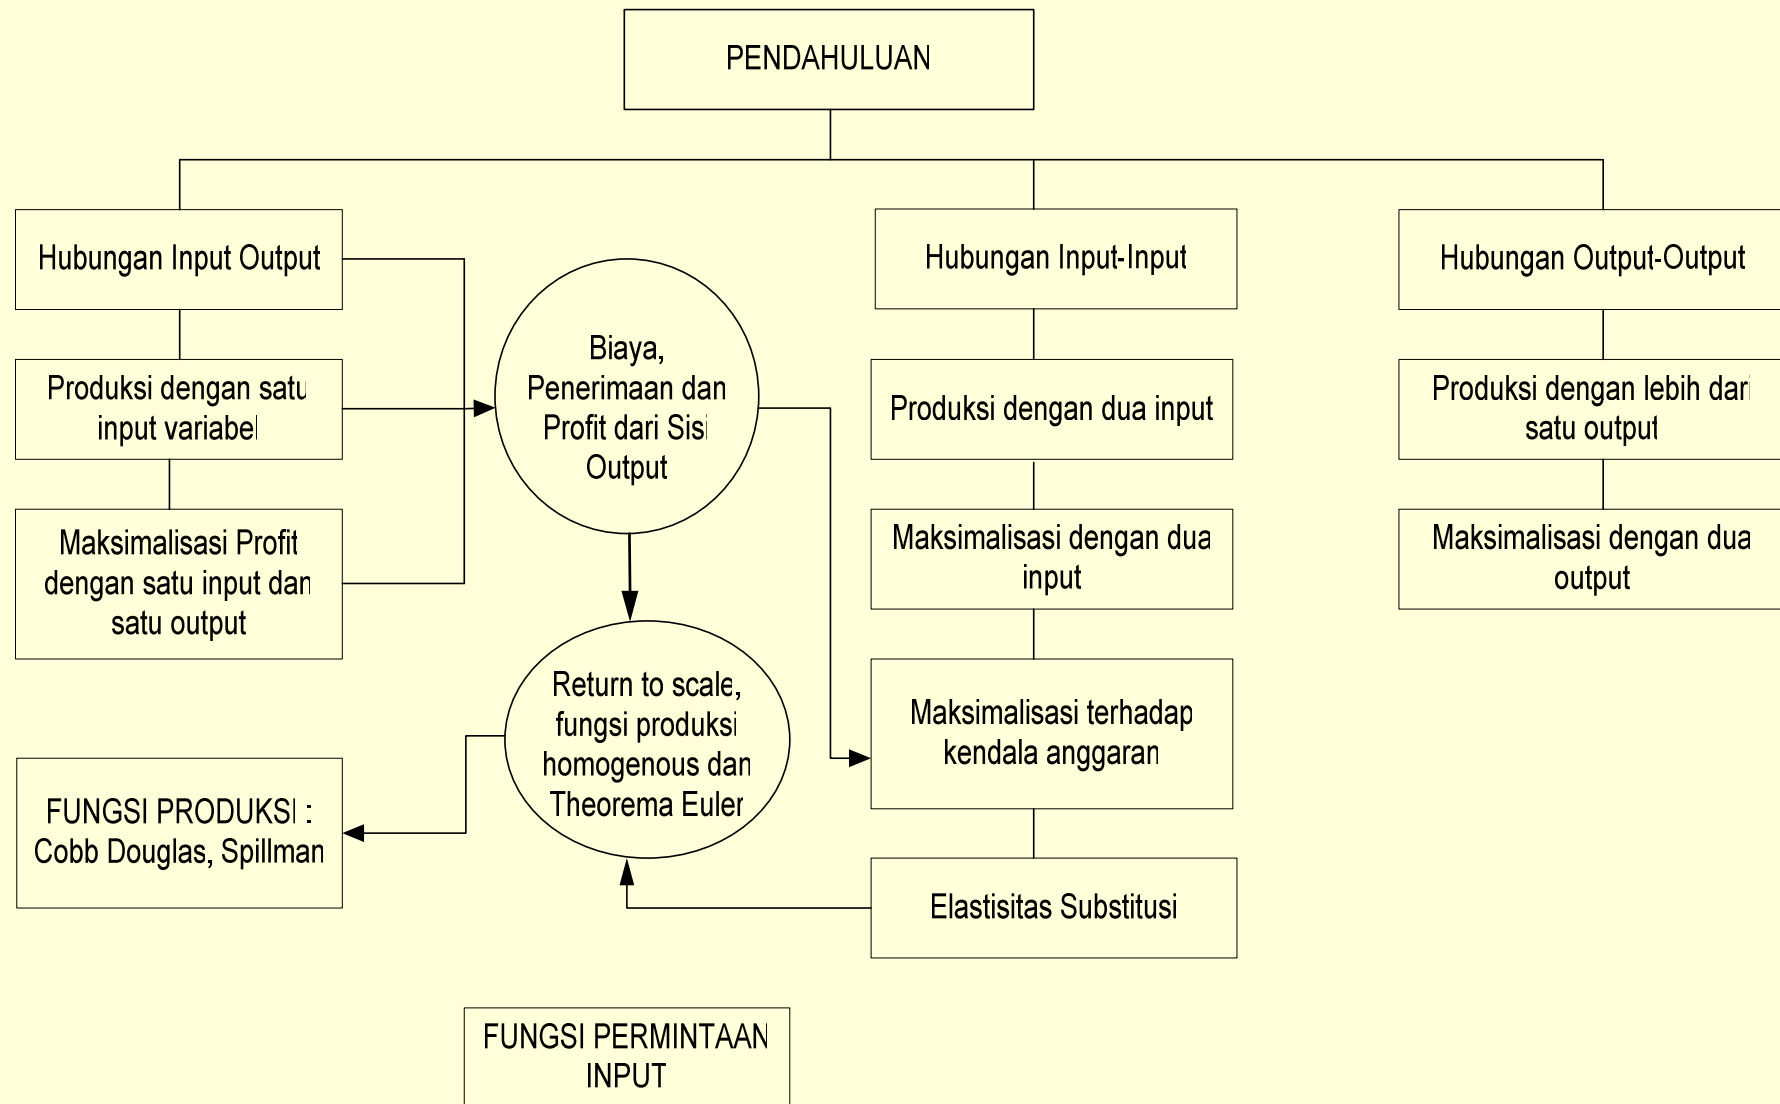 PENDAHULUAN
Hubungan Input Output
Produksi dengan satu
input variabel
Maksimalisasi Profit
dengan satu input dan
satu output
Biaya,
Penerimaan dan
Profit dari Sisi
Output
Return to scale,
fungsi produksi
homogenous dan
Theorema Euler
FUNGSI PRODUKSI :
Cobb Douglas, Spillman
Hubungan Input-Input
Produksi dengan dua input
Maksimalisasi dengan dua
input
Maksimalisasi terhadap
kendala anggaran
Elastisitas Substitusi
Hubungan Output-Output
Produksi dengan lebih dari
satu output
Maksimalisasi dengan dua
output
FUNGSI PERMINTAAN
INPUT